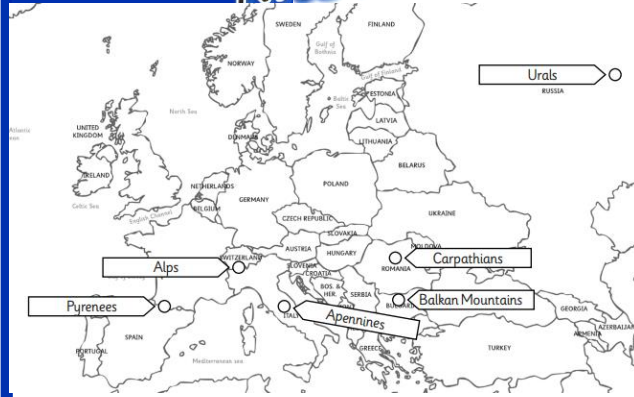 SWEDEN
FINLAND
Gulf of
Bothnia
NORWAY
Gulf of Finland
Urals
RUSSIA
ESTONIA
Baltic
Sea
North Sea
LATVIA
Atlantic
UNITED
KINGDOM
DENMARK
LITHUANIA
IRELAND
BELARUS
NETHERLANDS
POLAND
Celtic Sea
English Channel
BELGIUM
GERMANY
UKRAINE
CZECH REPUBLIC
SLOVAKIA
MOLDOVA
AUSTRIA
HUNGARY
SWITZERLAND
Carpathians
Alps
SLOVENIA
ROMANIA
CROATIA
BOS. &
HER.
SERBIA
Balkan Mountains
Pyrenees
ITALY
Apennines
GEORGIA
ARMENIA
AZERBAIJAN
PORTUGAL
SPAIN
GREECE
TURKEY
Mediterranean sea